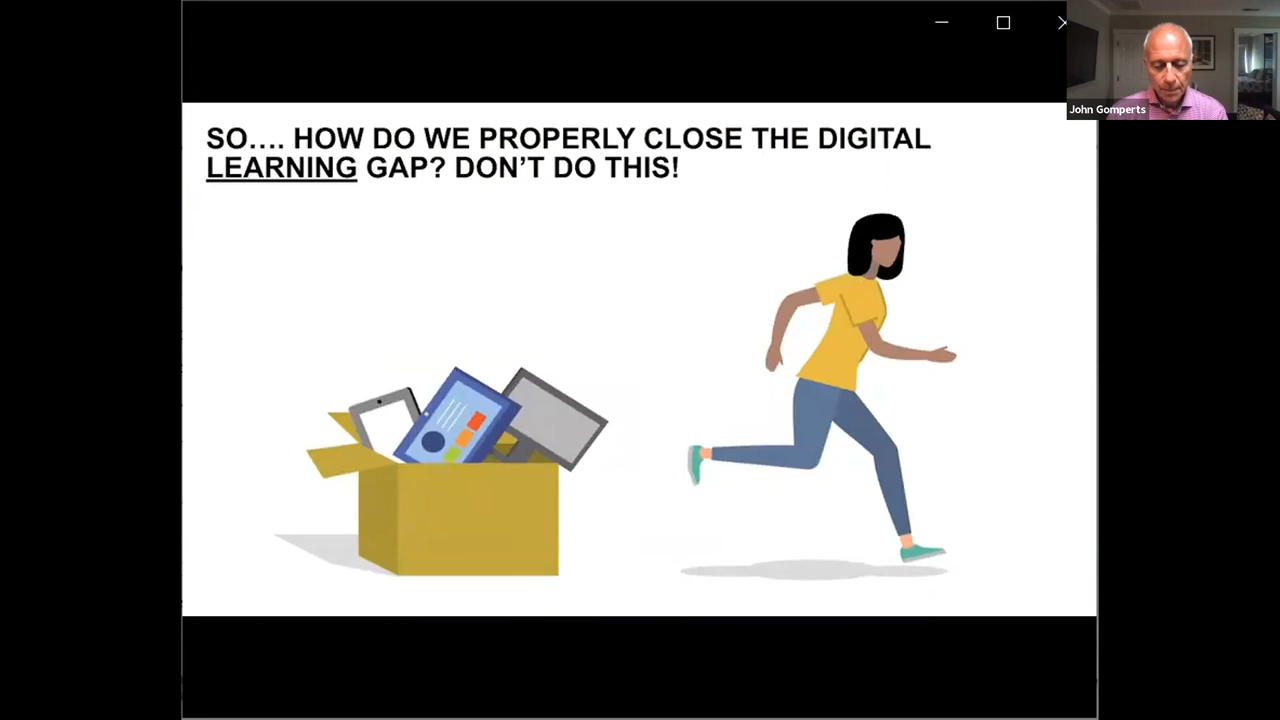 SO.... HOW DO WE PROPERLY CLOSE THE DIGITAL
LEARNING GAP? DON'T DO THIS!
John Gomperts